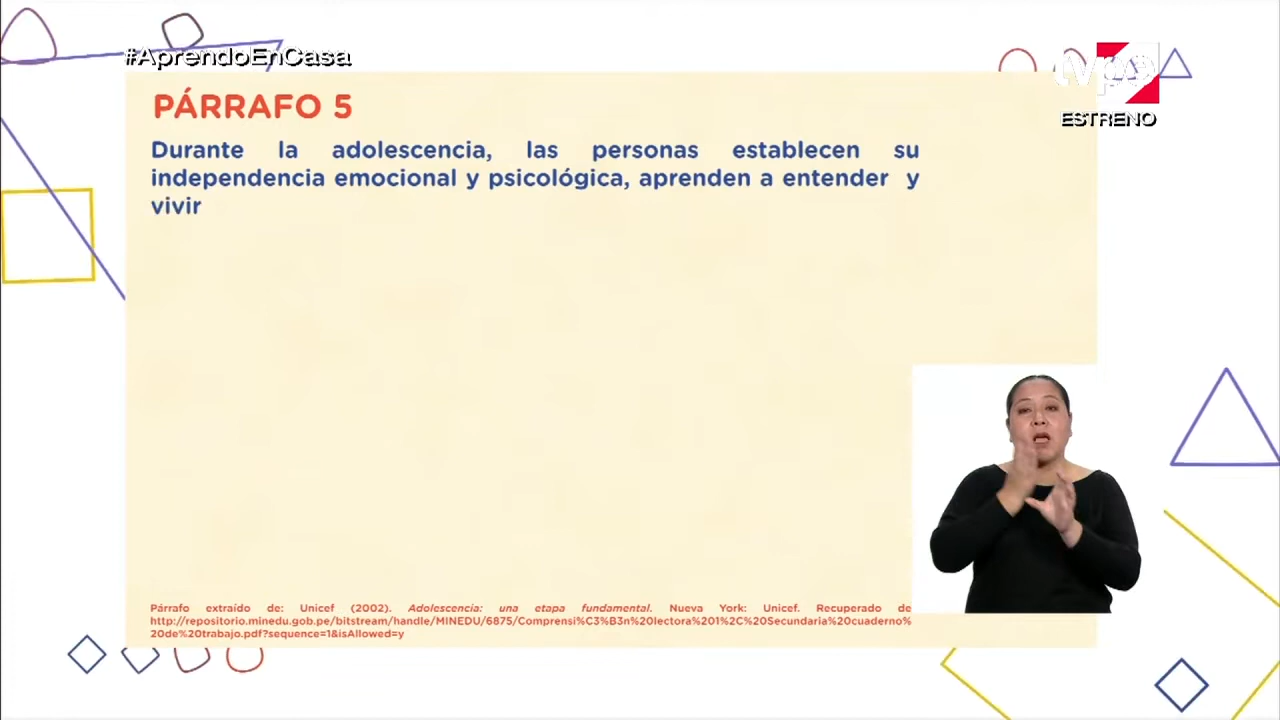 #AprendoEnCasa
tvperú
ESTRENO
PÁRRAFO 5
Durante la adolescencia, las personas establecen su
independencia emocional y psicológica, aprenden a entender y
vivir
Párrafo extraído de: Unicef (2002). Adolescencia: una etapa fundamental. Nueva York: Unicef. Recuperado de
http://repositorio.minedu.gob.pe/bitstream/handle/MINEDU/6875/Comprensi%C3%B3n%20lectora%201%2C%20Secundaria%20cuaderno%
20de%20trabajo.pdf?sequence=1&isAllowed=y